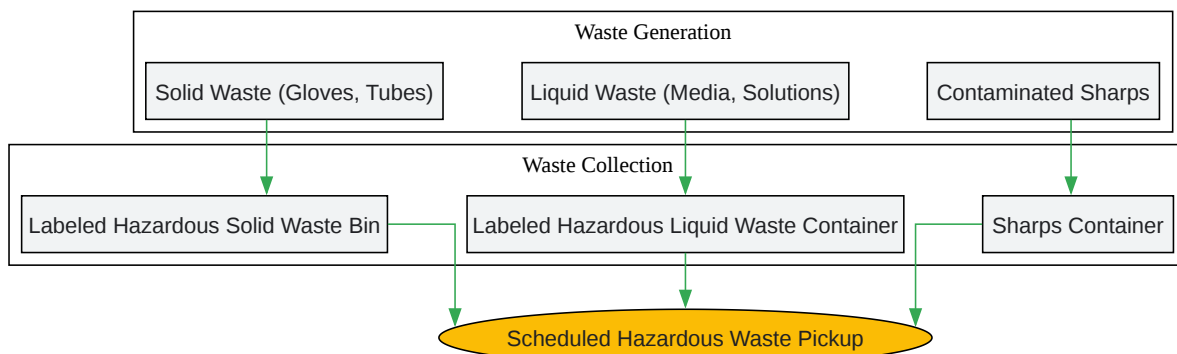 Waste Generation
Solid Waste (Gloves, Tubes)
Liquid Waste (Media, Solutions)
Contaminated Sharps
Waste Collection
Labeled Hazardous Solid Waste Bin
Labeled Hazardous Liquid Waste Container
Sharps Container
Scheduled Hazardous Waste Pickup